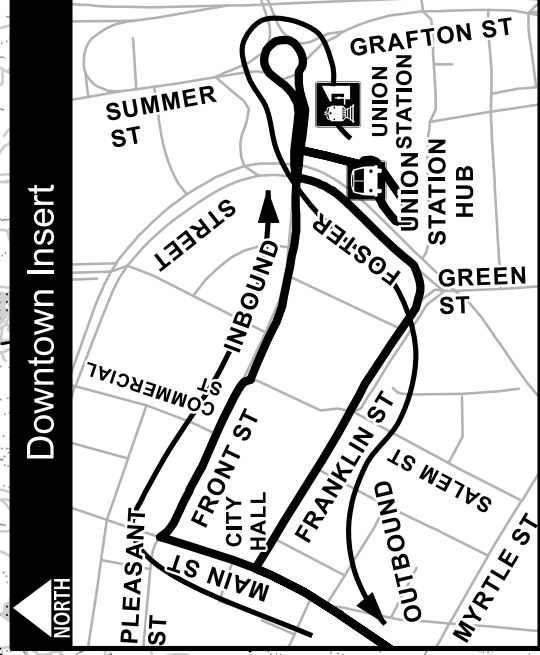 Downtown Insert
NORTH
GRAFTON ST
SUMMER
ST
UNION
STATION
UNION
STATION
HUB
STREET
FOSTER
INBOUND
GREEN
ST
COMMERCIAL
ST
FRONT ST
CITY
HALL
FRANKLIN ST
SALEM ST
PLEASANT
ST
MAIN ST
OUTBOUND
MYRTLE ST